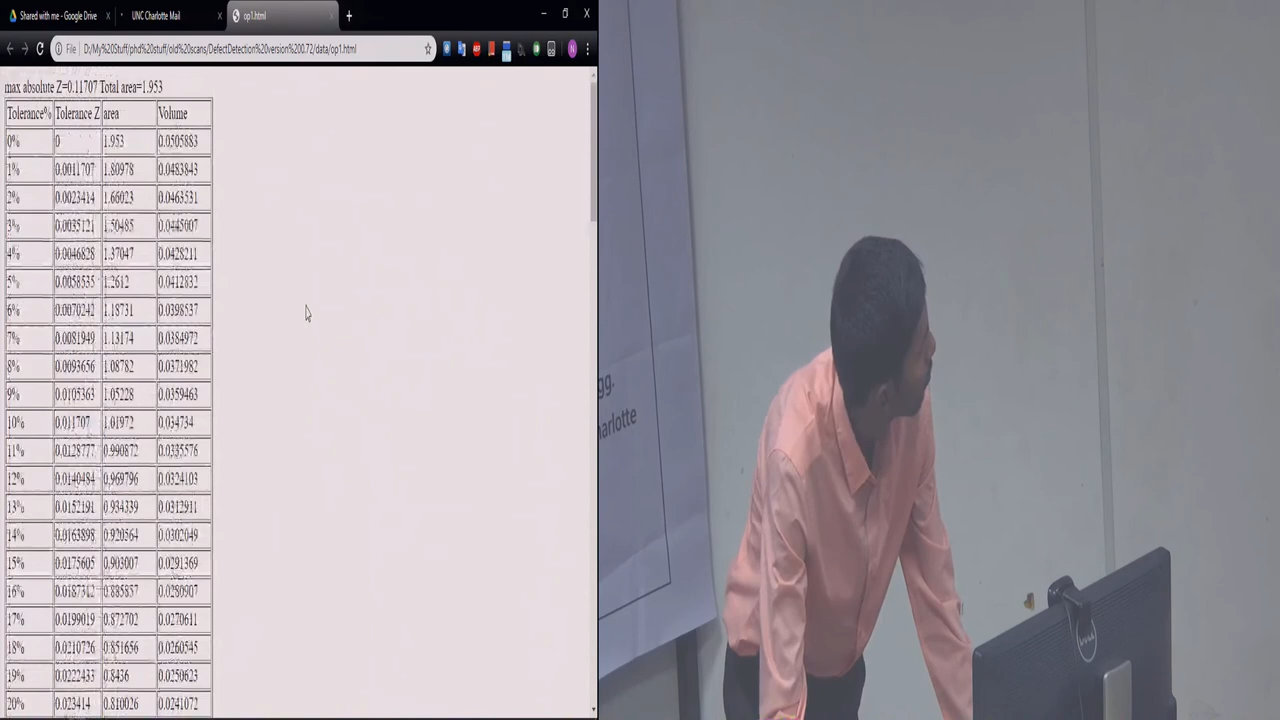 Shared with me - Google Drive
UNC Charlotte Mail
op1.html
File D:/My%20Stuff/phd%20stuff/old%20scans/DefectDetection%20version%200.72/data/op1.html
max absolute Z=0.11707 Total area=1.953
Tolerance% Tolerance Z area Volume
0% 0 1.953 0.0505883
1% 0.0011707 1.80978 0.0483843
2% 0.0023414 1.66023 0.0463531
3% 0.0035121 1.50485 0.0445007
4% 0.0046828 1.37047 0.0428211
5% 0.0058535 1.2612 0.0412832
6% 0.0070242 1.18731 0.0398537
7% 0.0081949 1.13174 0.0384972
8% 0.0093656 1.08782 0.0371982
9% 0.0105363 1.05228 0.0359463
10% 0.011707 1.01972 0.034734
11% 0.0128777 0.990872 0.0335576
12% 0.0140484 0.969796 0.0324103
13% 0.0152191 0.934339 0.0312911
14% 0.0163898 0.920564 0.0302049
15% 0.0175605 0.903007 0.0291369
16% 0.0187312 0.885857 0.0280907
17% 0.0199019 0.872702 0.0270611
18% 0.0210726 0.851656 0.0260545
19% 0.0222433 0.8436 0.0250623
20% 0.023414 0.810026 0.0241072
gg.
harlotte
DELL